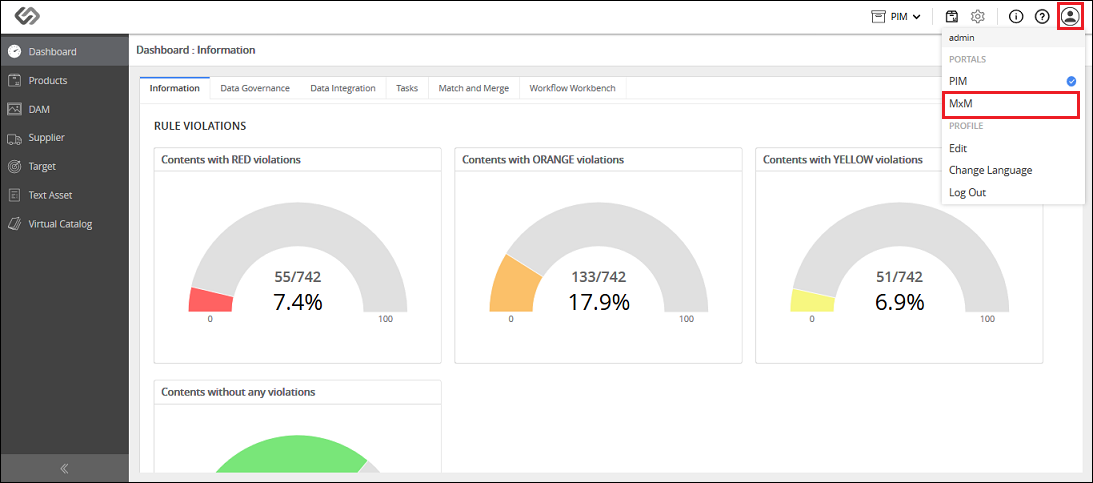 PIM
admin
PORTALS
PIM
MxM
PROFILE
Edit
Change Language
Log Out
Dashboard
Products
DAM
Supplier
Target
Text Asset
Virtual Catalog
Dashboard : Information
Information Data Governance Data Integration Tasks Match and Merge Workflow Workbench
RULE VIOLATIONS
Contents with RED violations
55/742
7.4%
0 100
Contents with ORANGE violations
133/742
17.9%
0 100
Contents with YELLOW violations
51/742
6.9%
0 100
Contents without any violations